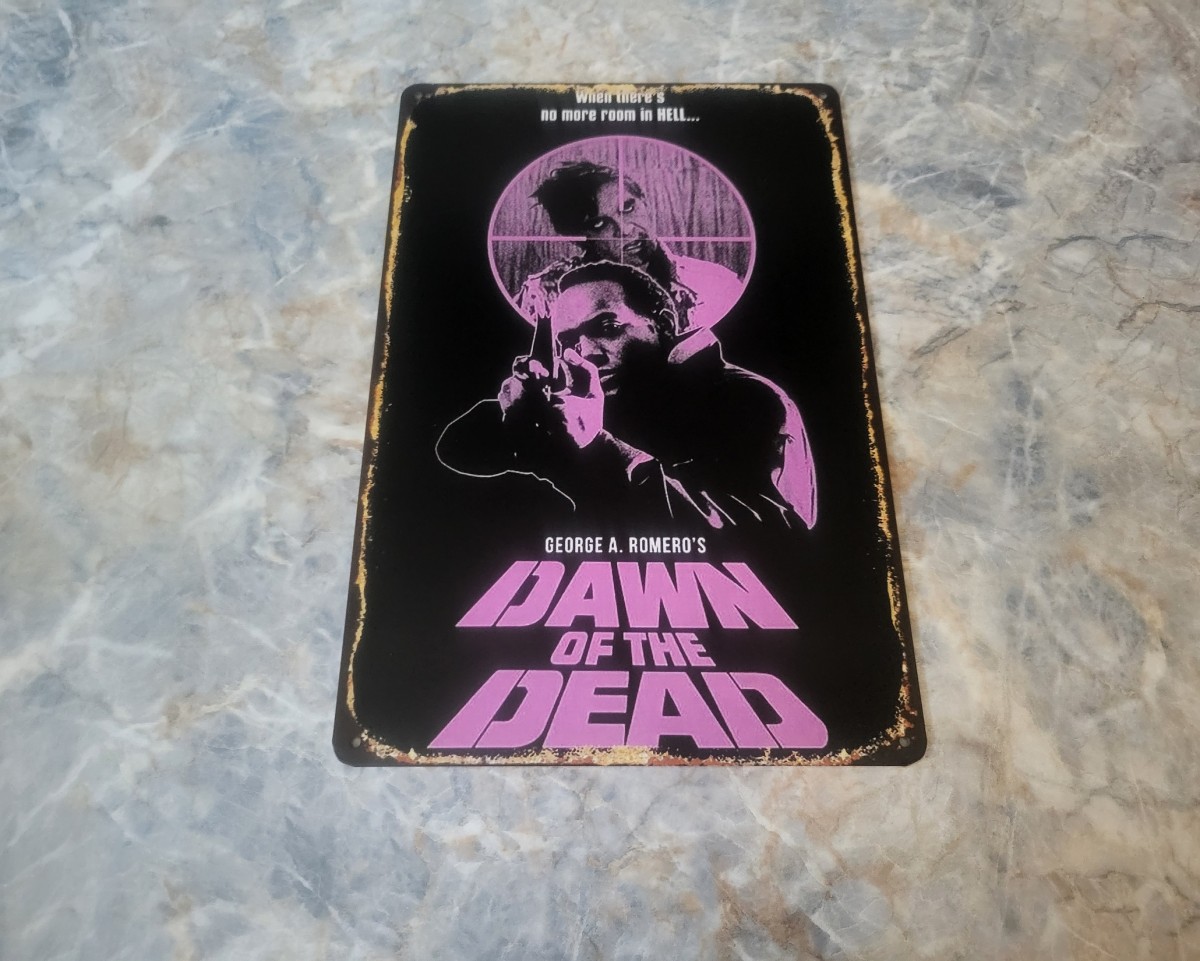 When there's
no more room in HELL...
GEORGE A. ROMERO'S
DAWN
OF THE
DEAD